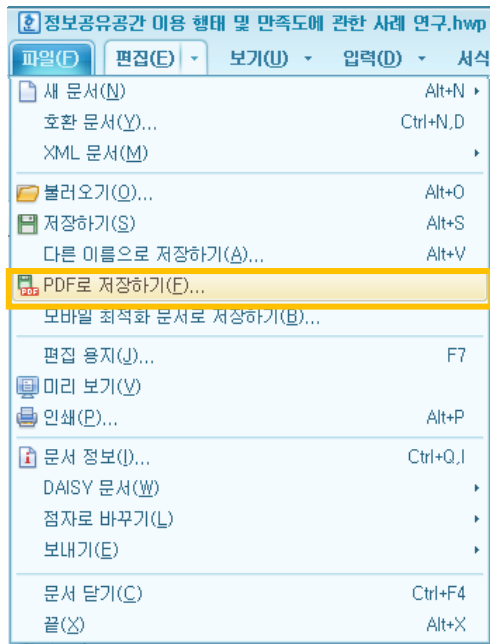 정보공유공간 이용 행태 및 만족도에 관한 사례 연구.hwp
파일(F) 편집(E) 보기(U) 입력(D) 서식
새 문서(N) Alt+N
호환 문서(Y)... Ctrl+N,D
XML 문서(M)
불러오기(O)... Alt+O
저장하기(S) Alt+S
다른 이름으로 저장하기(A)... Alt+V
PDF로 저장하기(F)...
모바일 최적화 문서로 저장하기(B)...
편집 용지(J)... F7
미리 보기(V)
인쇄(P)... Alt+P
문서 정보(I)... Ctrl+Q,I
DAISY 문서(W)
점자로 바꾸기(L)
보내기(E)
문서 닫기(C) Ctrl+F4
끝(X) Alt+X